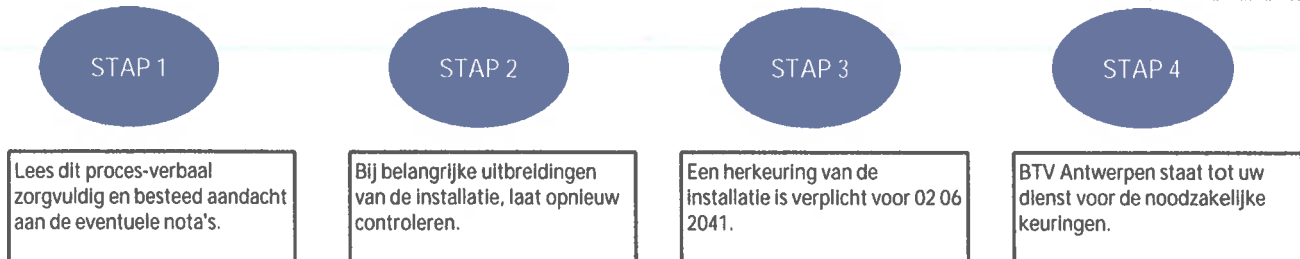 STAP 1
Lees dit proces-verbaal
zorgvuldig en besteed aandacht
aan de eventuele nota's.
STAP 2
Bij belangrijke uitbreidingen
van de installatie, laat opnieuw
controleren.
STAP 3
Een herkeuring van de
installatie is verplicht voor 02 06
2041.
STAP 4
BTV Antwerpen staat tot uw
dienst voor de noodzakelijke
keuringen.